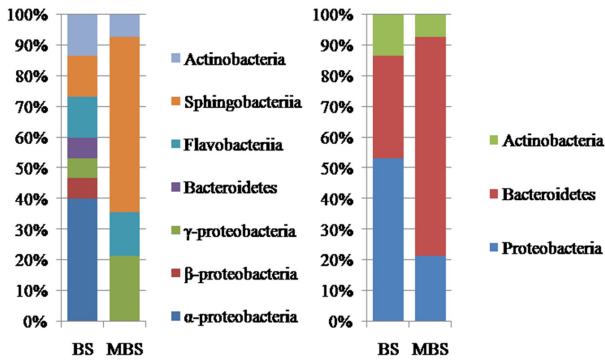 100%
90%
80%
70%
60%
50%
40%
30%
20%
10%
0%
BS MBS
Actinobacteria
Sphingobacteriia
Flavobacteriia
Bacteroidetes
γ-proteobacteria
β-proteobacteria
α-proteobacteria
100%
90%
80%
70%
60%
50%
40%
30%
20%
10%
0%
BS MBS
Actinobacteria
Bacteroidetes
Proteobacteria